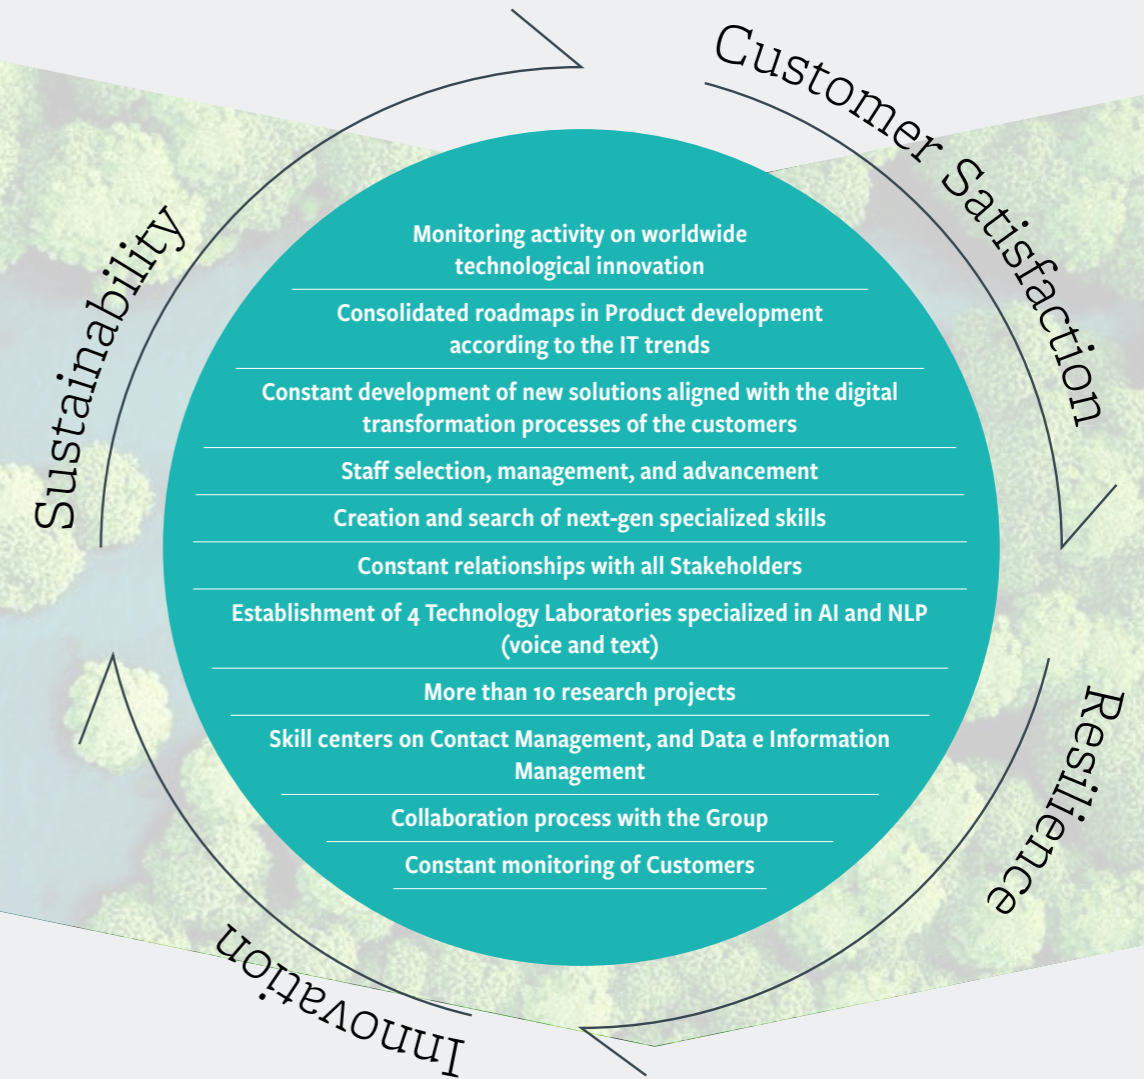 Customer Satisfaction
Sustainability
Monitoring activity on worldwide
technological innovation
Consolidated roadmaps in Product development
according to the IT trends
Constant development of new solutions aligned with the digital
transformation processes of the customers
Staff selection, management, and advancement
Creation and search of next-gen specialized skills
Constant relationships with all Stakeholders
Establishment of 4 Technology Laboratories specialized in AI and NLP
(voice and text)
More than 10 research projects
Skill centers on Contact Management, and Data e Information
Management
Collaboration process with the Group
Constant monitoring of Customers
Resilience
Innovation